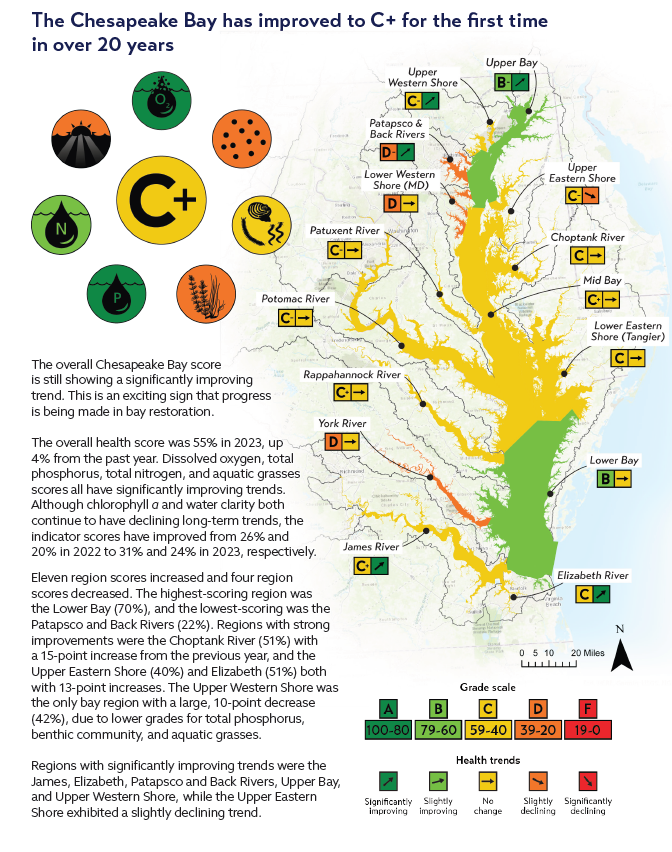 The Chesapeake Bay has improved to C+ for the first time
in over 20 years
O₂
N
C+
P
Upper Bay
B-
Upper
Western Shore
C-
Patapsco &
Back Rivers
D-
Lower Western
Shore (MD)
D
Upper
Eastern Shore
C-
Patuxent River
C-
Choptank River
C
Mid Bay
C+
Potomac River
C-
Lower Eastern
Shore (Tangier)
C
Rappahannock River
C+
York River
D
Lower Bay
B
James River
C+
Elizabeth River
C
The overall Chesapeake Bay score
is still showing a significantly improving
trend. This is an exciting sign that progress
is being made in bay restoration.
The overall health score was 55% in 2023, up
4% from the past year. Dissolved oxygen, total
phosphorus, total nitrogen, and aquatic grasses
scores all have significantly improving trends.
Although chlorophyll a and water clarity both
continue to have declining long-term trends, the
indicator scores have improved from 26% and
20% in 2022 to 31% and 24% in 2023, respectively.
Eleven region scores increased and four region
scores decreased. The highest-scoring region was
the Lower Bay (70%), and the lowest-scoring was the
Patapsco and Back Rivers (22%). Regions with strong
improvements were the Choptank River (51%) with
a 15-point increase from the previous year, and the
Upper Eastern Shore (40%) and Elizabeth (51%) both
with 13-point increases. The Upper Western Shore was
the only bay region with a large, 10-point decrease
(42%), due to lower grades for total phosphorus,
benthic community, and aquatic grasses.
Regions with significantly improving trends were the
James, Elizabeth, Patapsco and Back Rivers, Upper Bay,
and Upper Western Shore, while the Upper Eastern
Shore exhibited a slightly declining trend.
N
0 5 10 20 Miles
Grade scale
A B C D F
100-80 79-60 59-40 39-20 19-0
Health trends
Significantly improving
Slightly improving
No change
Slightly declining
Significantly declining